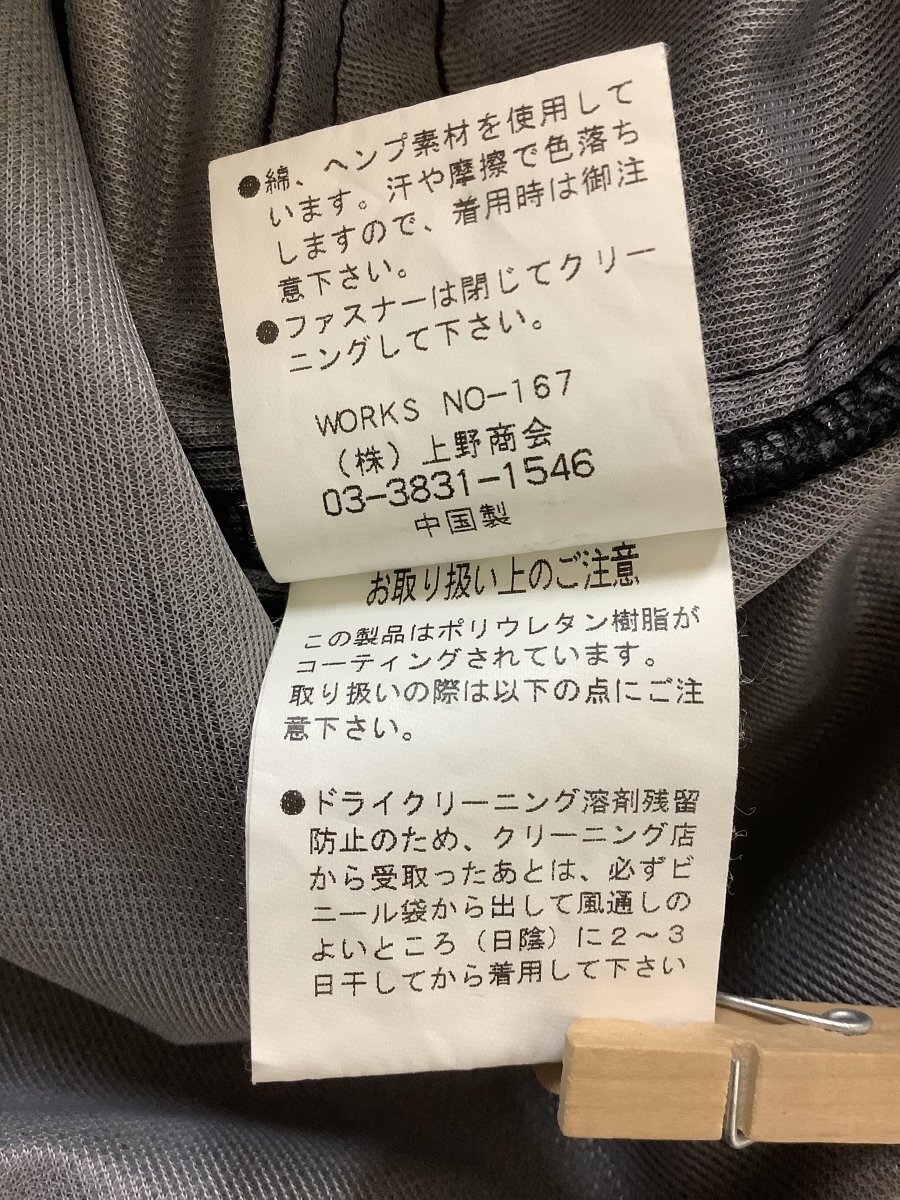 ●綿、ヘンプ素材を使用して
います。汗や摩擦で色落ち
しますので、着用時は御注
意下さい。
●ファスナーは閉じてクリー
ニングして下さい。
WORKS NO-167
（株）上野商会
03-3831-1546
中国製
お取り扱い上のご注意
この製品はポリウレタン樹脂が
コーティングされています。
取り扱いの際は以下の点にご注
意下さい。
●ドライクリーニング溶剤残留
防止のため、クリーニング店
から受取ったあとは、必ずビ
ニール袋から出して風通しの
よいところ（日陰）に２～３
日干してから着用して下さい